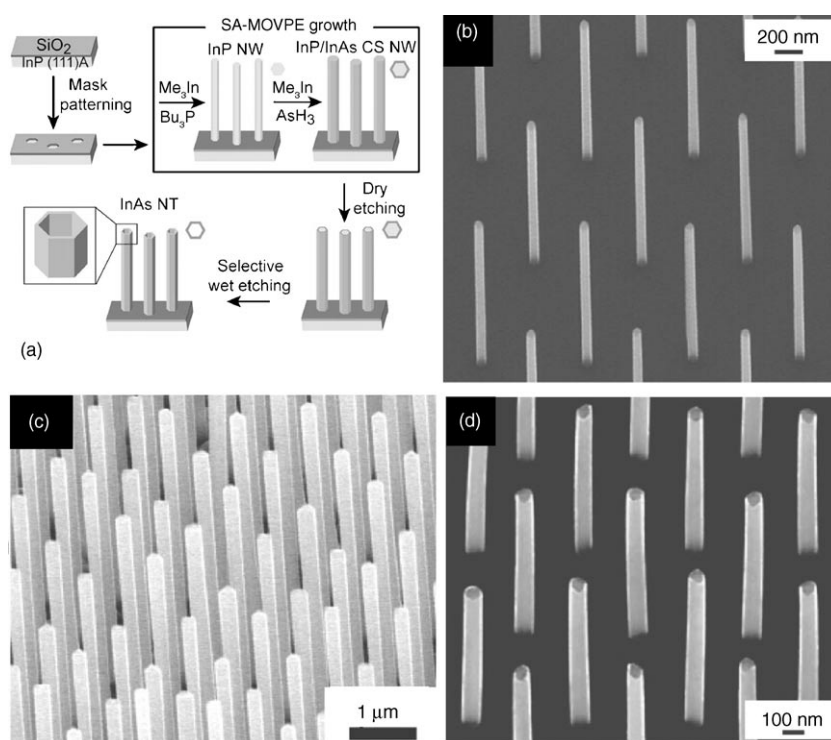 SA-MOVPE growth
SiO2
InP (111)A
Mask
patterning
InP NW
InP/InAs CS NW
Me3In
Bu3P
Me3In
AsH3
Dry
etching
InAs NT
Selective
wet etching
(a)
(b)
200 nm
(c)
1 μm
(d)
100 nm